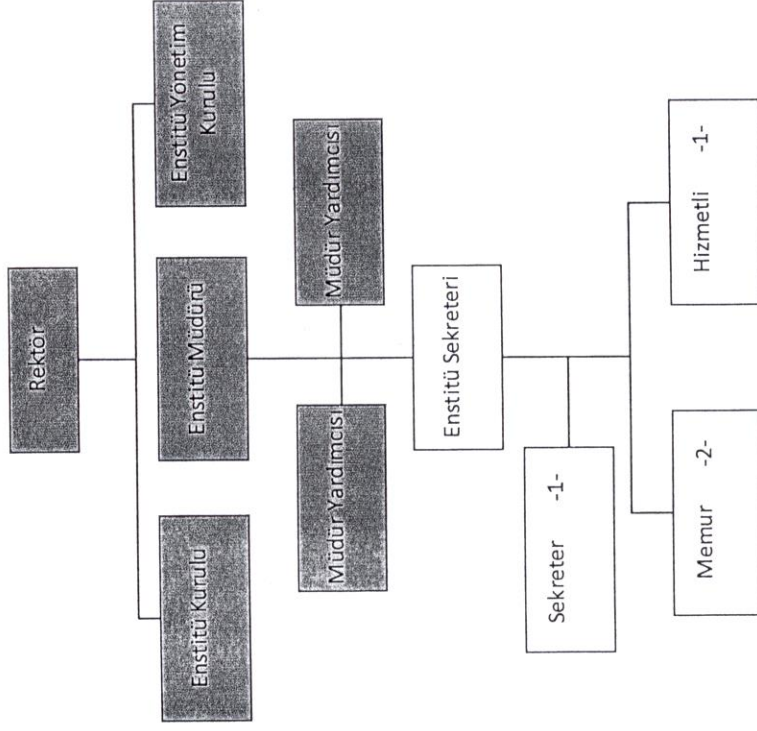 Rektör
Enstitü Kurulu
Enstitü Müdürü
Enstitü Yönetim
Kurulu
Müdür Yardımcısı
Müdür Yardımcısı
Enstitü Sekreteri
Sekreter -1-
Memur -2-
Hizmetli -1-